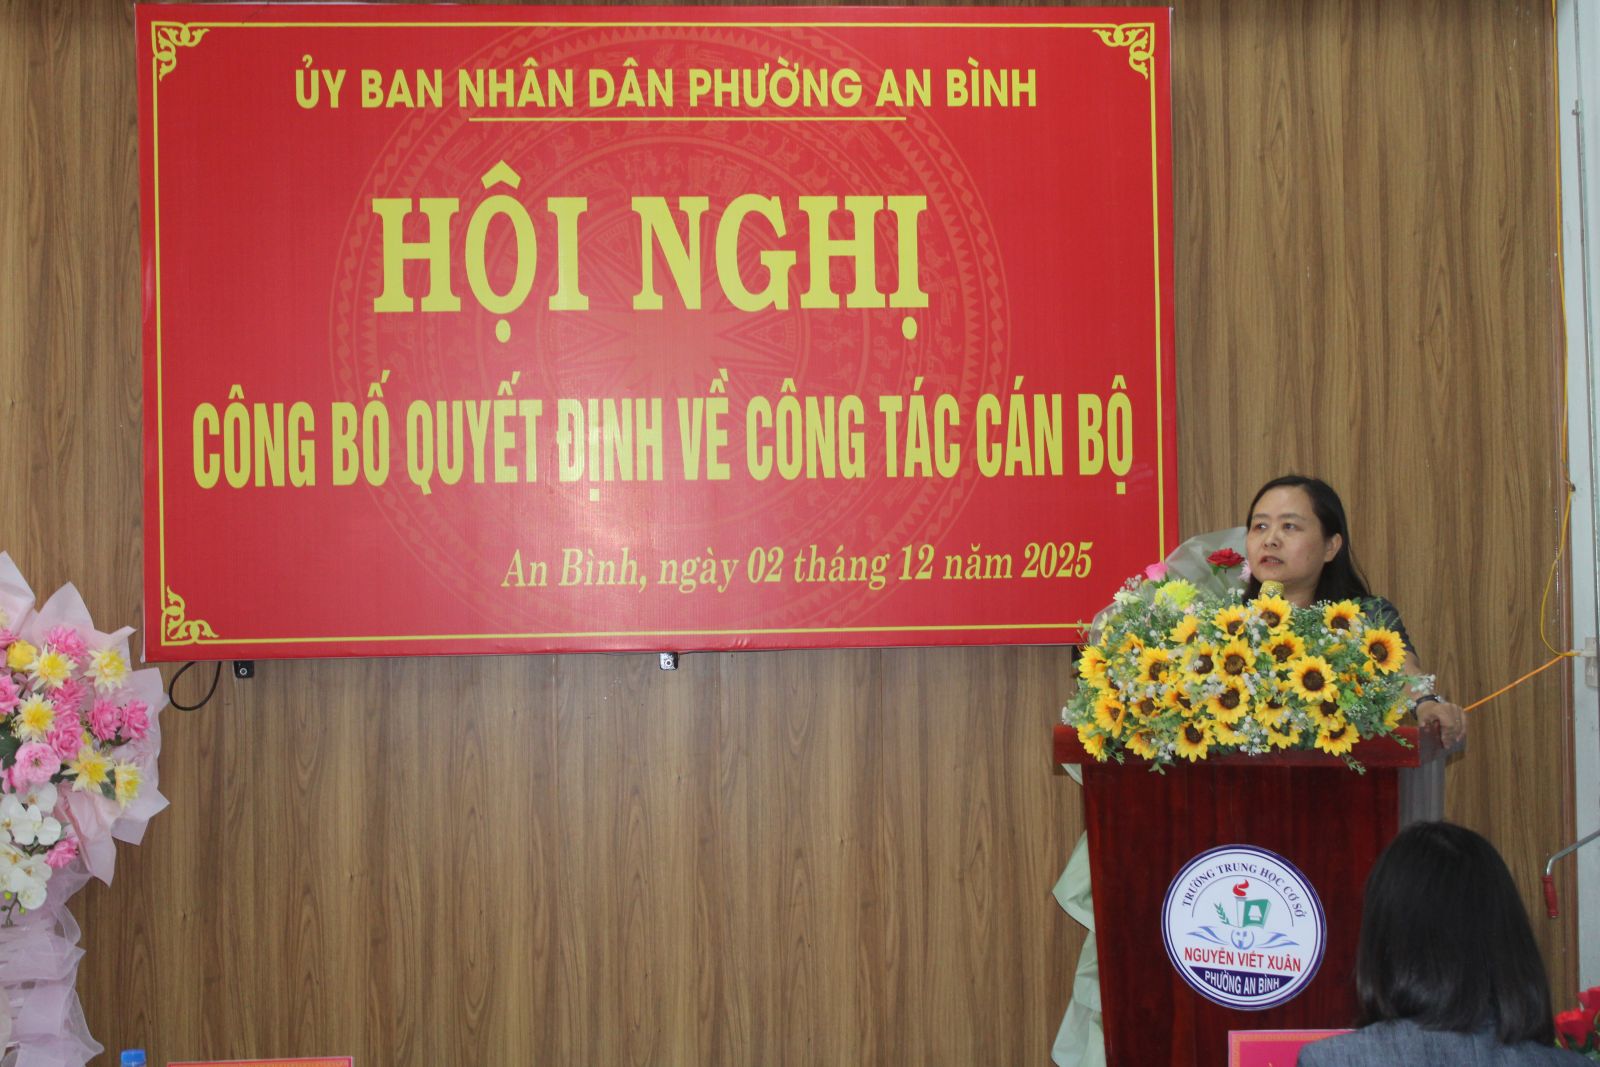 ỦY BAN NHÂN DÂN PHƯỜNG AN BÌNH
HỘI NGHỊ
CÔNG BỐ QUYẾT ĐỊNH VỀ CÔNG TÁC CÁN BỘ
An Bình, ngày 02 tháng 12 năm 2025
TRƯỜNG TRUNG HỌC CƠ SỞ
NGUYỄN VIẾT XUÂN
PHƯỜNG AN BÌNH